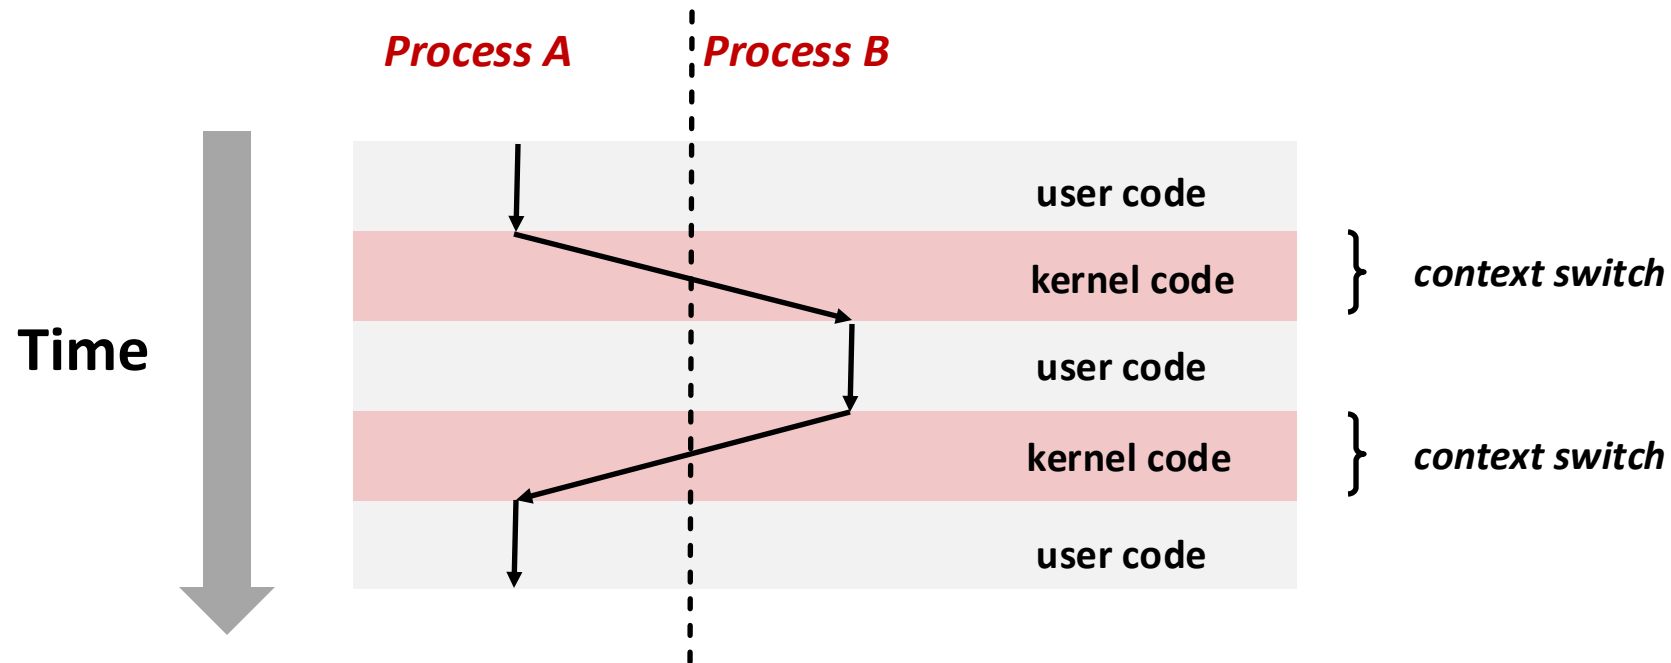 Process A
Process B
user code
kernel code
context switch
Time
user code
kernel code
context switch
user code